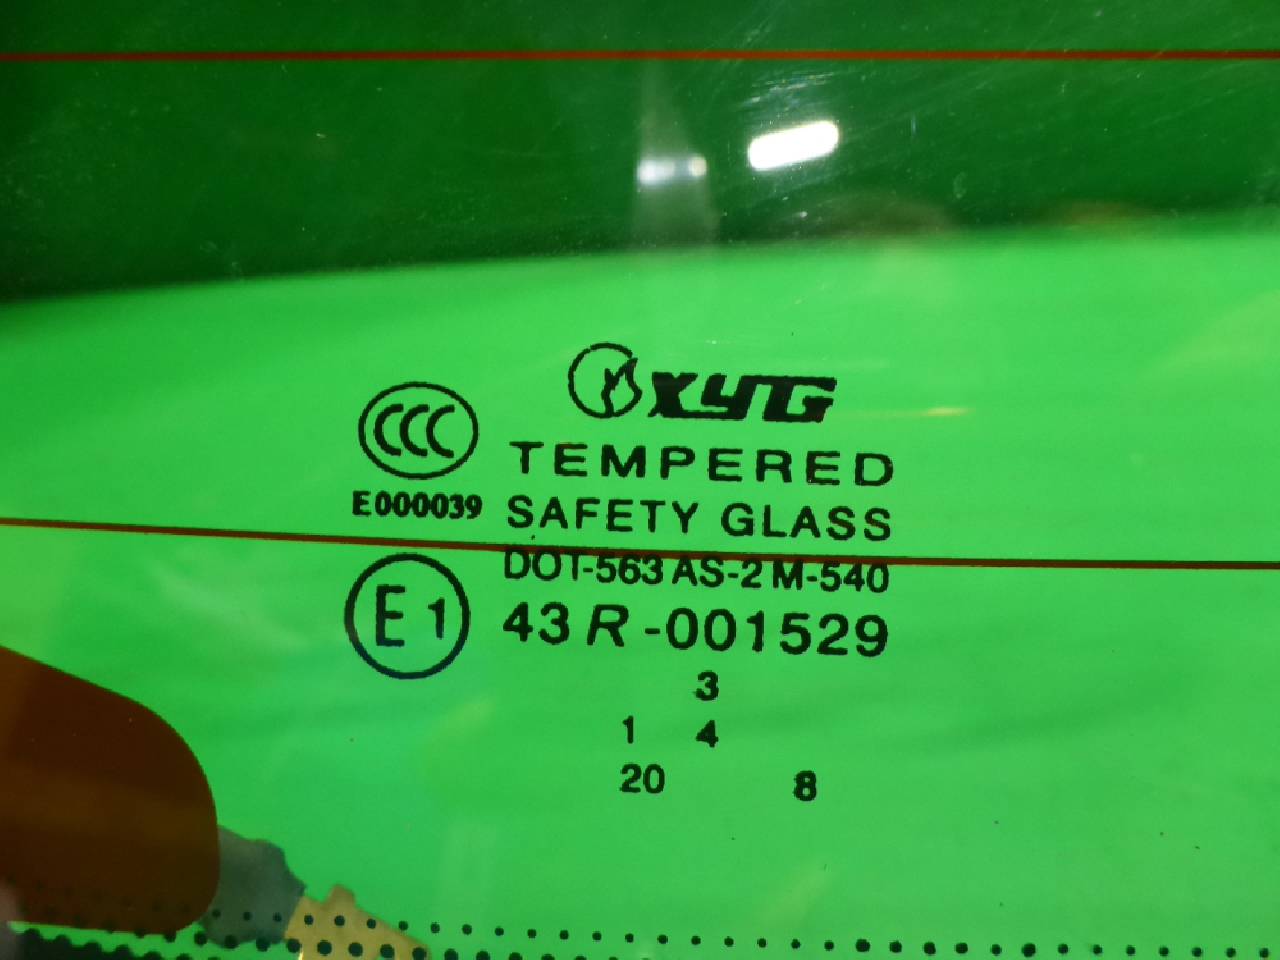 XYG
CCC
TEMPERED
E000039
SAFETY GLASS
DOT-563 AS-2 M-540
E1
43 R -001529
3
1 4
20 8